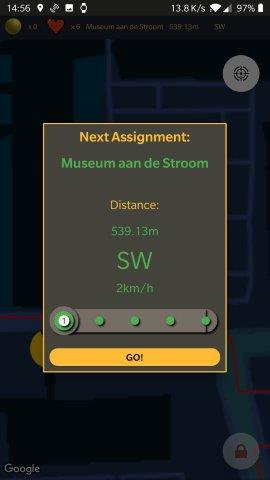 14:56 13.8 K/s 97%
x 0 x 6 Museum aan de Stroom 539.13m SW
Next Assignment:
Museum aan de Stroom
Distance:
539.13m
SW
2km/h
1
GO!
Google